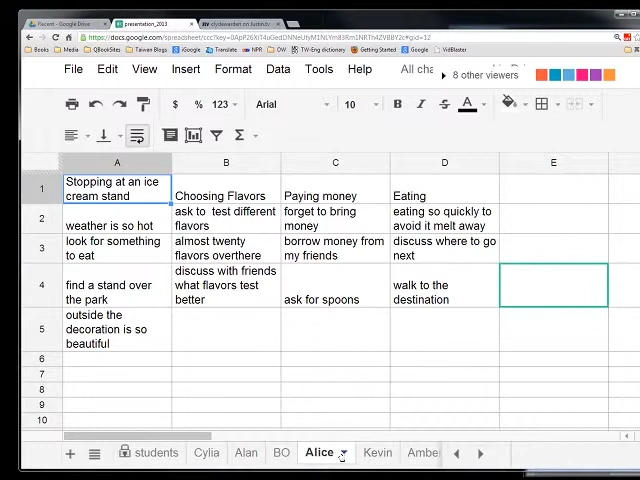 Recent - Google Drive
presentation_2013
clydewarden on Justin.tv
https://docs.google.com/spreadsheet/ccc?key=
#gid=12
Books
Media
QBookSites
Taiwan Blogs
iGoogle
Translate
NPR
OW
TW-Eng dictionary
Getting Started
Google
VidBlaster
File Edit View Insert Format Data Tools Help All cha
8 other viewers
$ % 123 Arial 10 B I S A
A B C D E
1
Stopping at an ice
cream stand
Choosing Flavors
Paying money
Eating
2
weather is so hot
ask to test different
flavors
forget to bring
money
eating so quickly to
avoid it melt away
3
look for something
to eat
almost twenty
flavors overthere
borrow money from
my friends
discuss where to go
next
4
find a stand over
the park
discuss with friends
what flavors test
better
ask for spoons
walk to the
destination
5
outside the
decoration is so
beautiful
6
7
8
9
10
students Cylia Alan BO Alice Kevin Amber